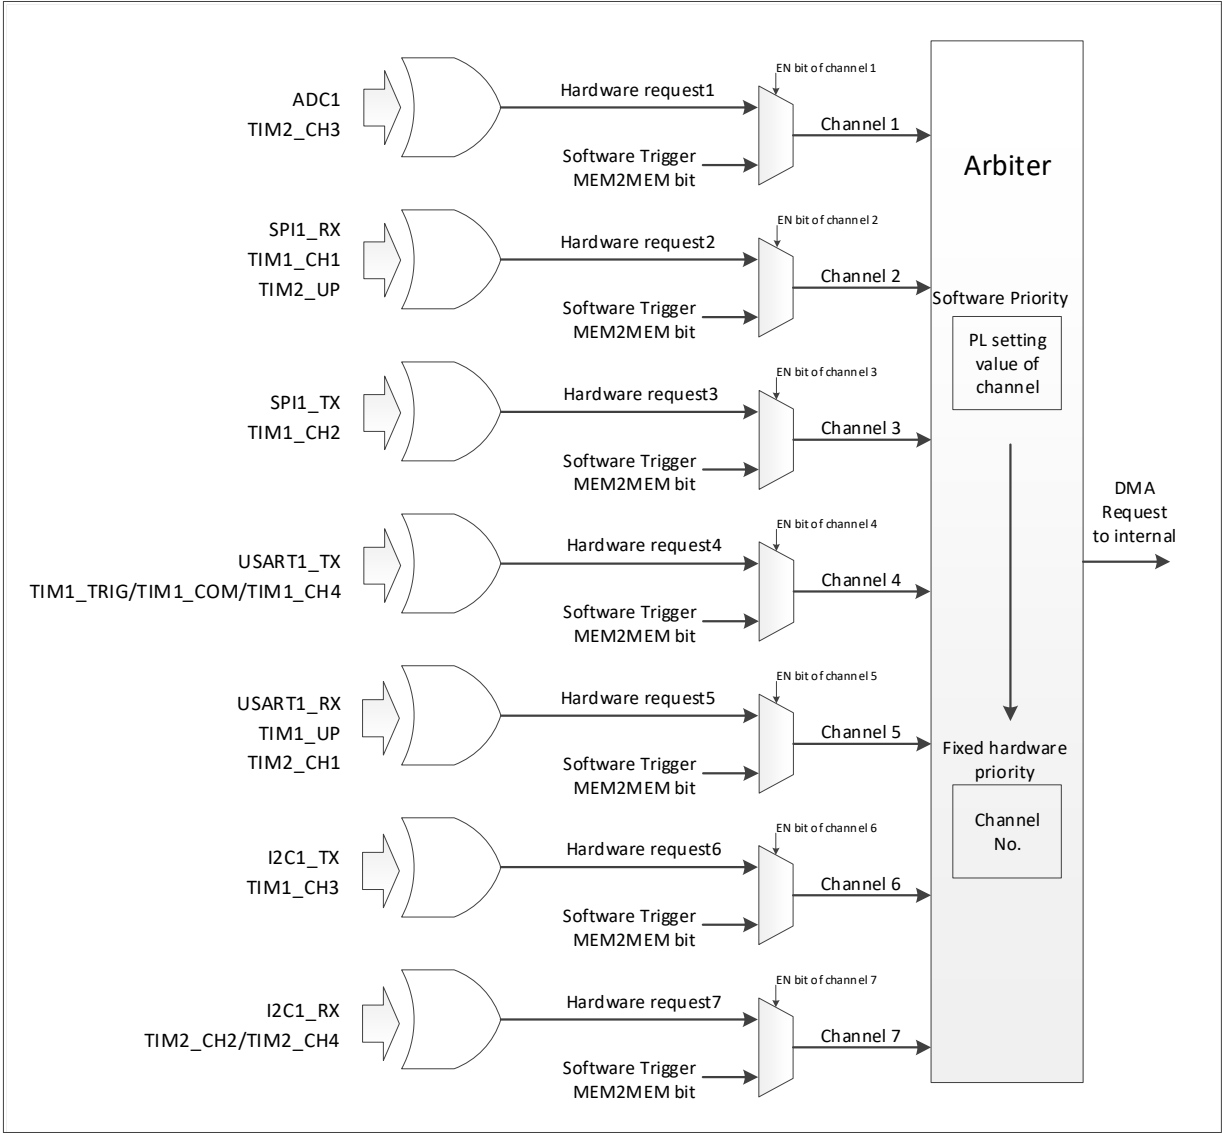 ADC1
TIM2_CH3
Hardware request1
Software Trigger
MEM2MEM bit
EN bit of channel 1
Channel 1
Arbiter
SPI1_RX
TIM1_CH1
TIM2_UP
Hardware request2
Software Trigger
MEM2MEM bit
EN bit of channel 2
Channel 2
Software Priority
PL setting
value of
channel
SPI1_TX
TIM1_CH2
Hardware request3
Software Trigger
MEM2MEM bit
EN bit of channel 3
Channel 3
DMA
Request
to internal
USART1_TX
TIM1_TRIG/TIM1_COM/TIM1_CH4
Hardware request4
Software Trigger
MEM2MEM bit
EN bit of channel 4
Channel 4
USART1_RX
TIM1_UP
TIM2_CH1
Hardware request5
Software Trigger
MEM2MEM bit
EN bit of channel 5
Channel 5
Fixed hardware
priority
Channel
No.
I2C1_TX
TIM1_CH3
Hardware request6
Software Trigger
MEM2MEM bit
EN bit of channel 6
Channel 6
I2C1_RX
TIM2_CH2/TIM2_CH4
Hardware request7
Software Trigger
MEM2MEM bit
EN bit of channel 7
Channel 7